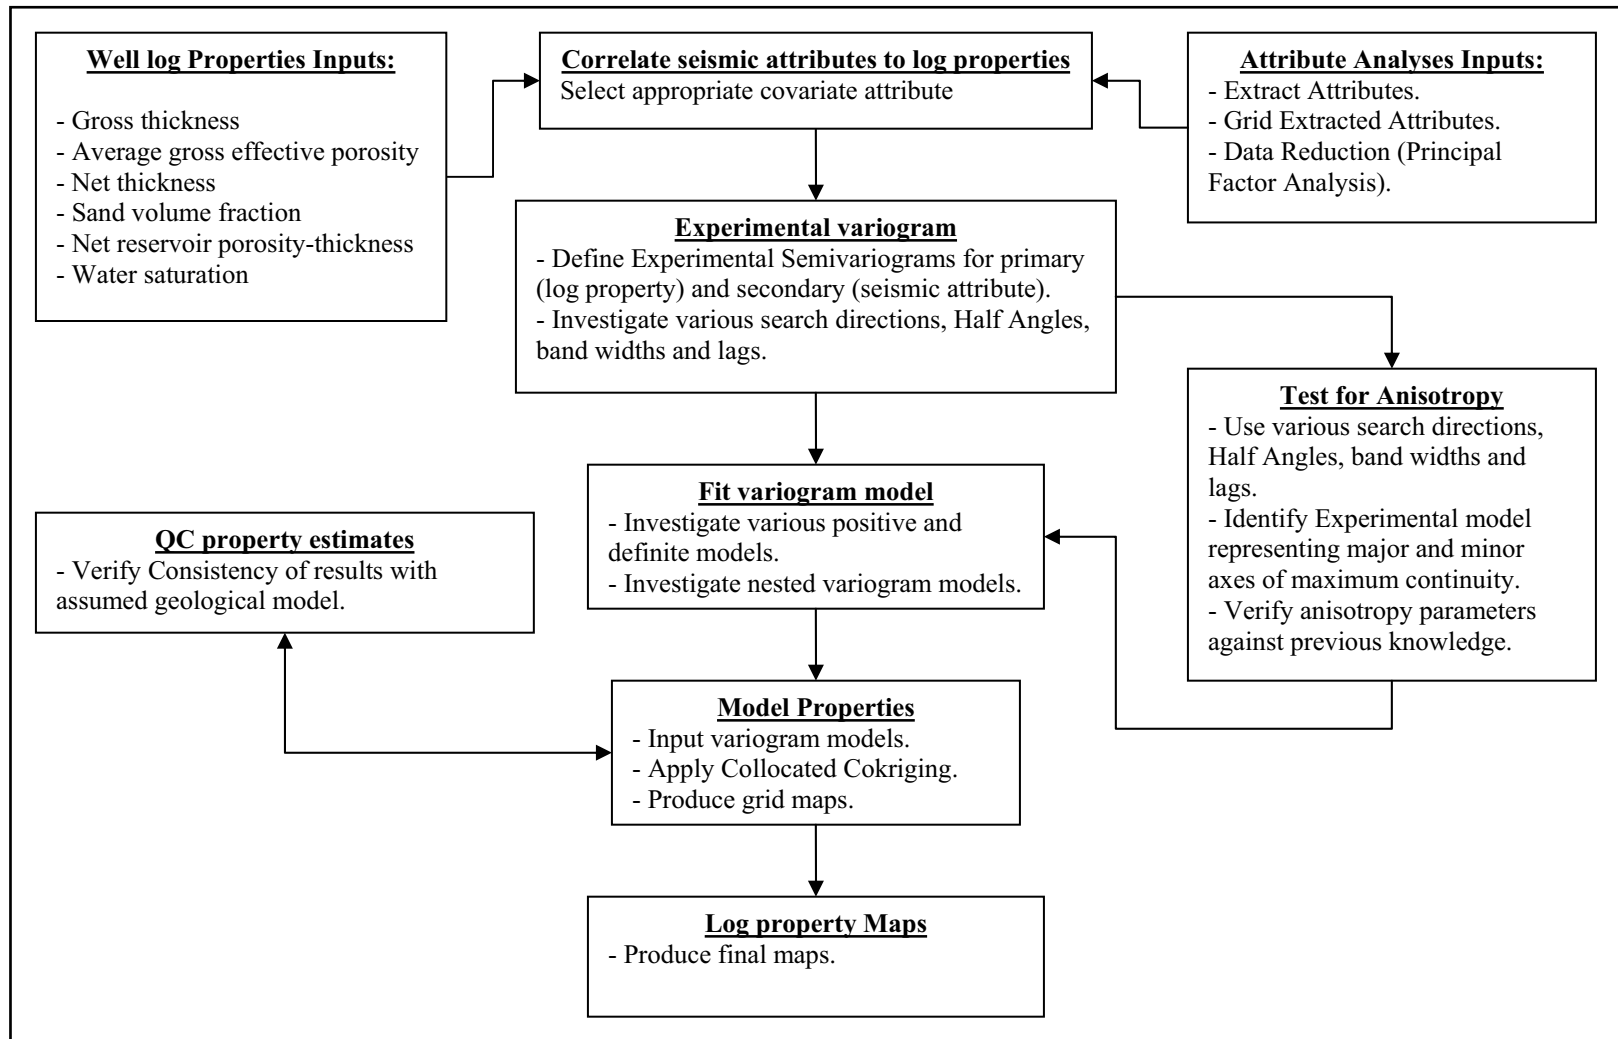 Well log Properties Inputs:
- Gross thickness
- Average gross effective porosity
- Net thickness
- Sand volume fraction
- Net reservoir porosity-thickness
- Water saturation
Correlate seismic attributes to log properties
Select appropriate covariate attribute
Attribute Analyses Inputs:
- Extract Attributes.
- Grid Extracted Attributes.
- Data Reduction (Principal
Factor Analysis).
Experimental variogram
- Define Experimental Semivariograms for primary
(log property) and secondary (seismic attribute).
- Investigate various search directions, Half Angles,
band widths and lags.
Test for Anisotropy
- Use various search directions,
Half Angles, band widths and
lags.
- Identify Experimental model
representing major and minor
axes of maximum continuity.
- Verify anisotropy parameters
against previous knowledge.
Fit variogram model
- Investigate various positive and
definite models.
- Investigate nested variogram models.
QC property estimates
- Verify Consistency of results with
assumed geological model.
Model Properties
- Input variogram models.
- Apply Collocated Cokriging.
- Produce grid maps.
Log property Maps
- Produce final maps.